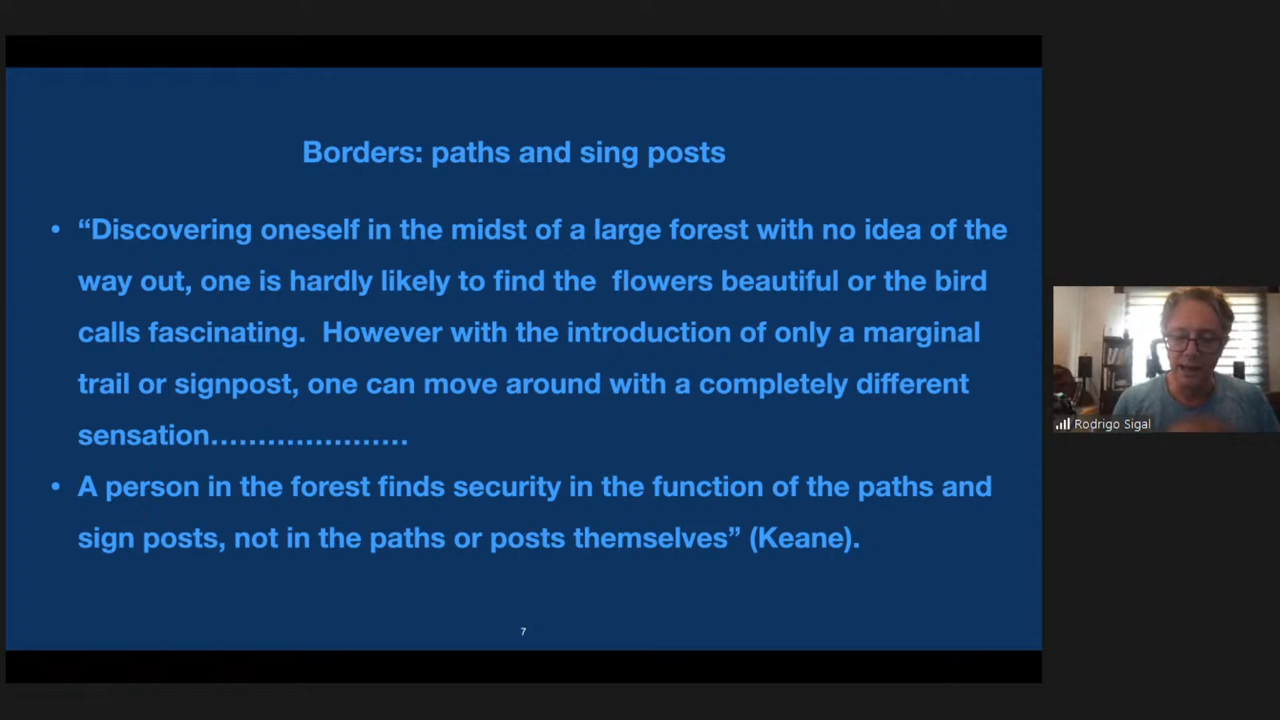 Borders: paths and sing posts
• “Discovering oneself in the midst of a large forest with no idea of the
way out, one is hardly likely to find the  flowers beautiful or the bird
calls fascinating.  However with the introduction of only a marginal
trail or signpost, one can move around with a completely different
sensation…………………
• A person in the forest finds security in the function of the paths and
sign posts, not in the paths or posts themselves” (Keane).
7
Rodrigo Sigal